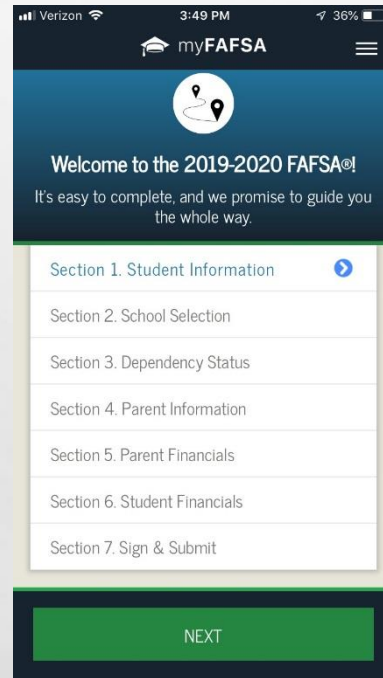 Verizon 3:49 PM 36%
myFAFSA
Welcome to the 2019-2020 FAFSA®!
It's easy to complete, and we promise to guide you
the whole way.
Section 1. Student Information
Section 2. School Selection
Section 3. Dependency Status
Section 4. Parent Information
Section 5. Parent Financials
Section 6. Student Financials
Section 7. Sign & Submit
NEXT